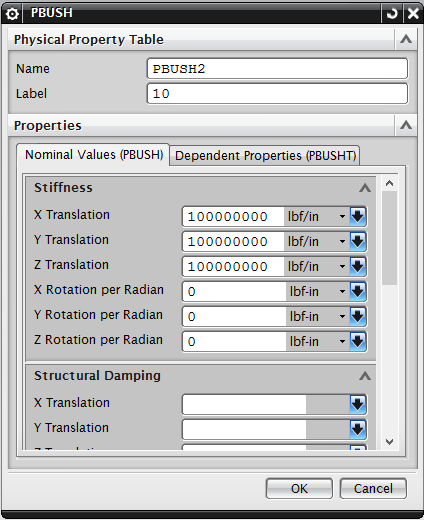 PBUSH
Physical Property Table
Name PBUSH2
Label 10
Properties
Nominal Values (PBUSH) Dependent Properties (PBUSHT)
Stiffness
X Translation 100000000 lbf/in
Y Translation 100000000 lbf/in
Z Translation 100000000 lbf/in
X Rotation per Radian 0 lbf-in
Y Rotation per Radian 0 lbf-in
Z Rotation per Radian 0 lbf-in
Structural Damping
X Translation
Y Translation
Z Translation
OK Cancel